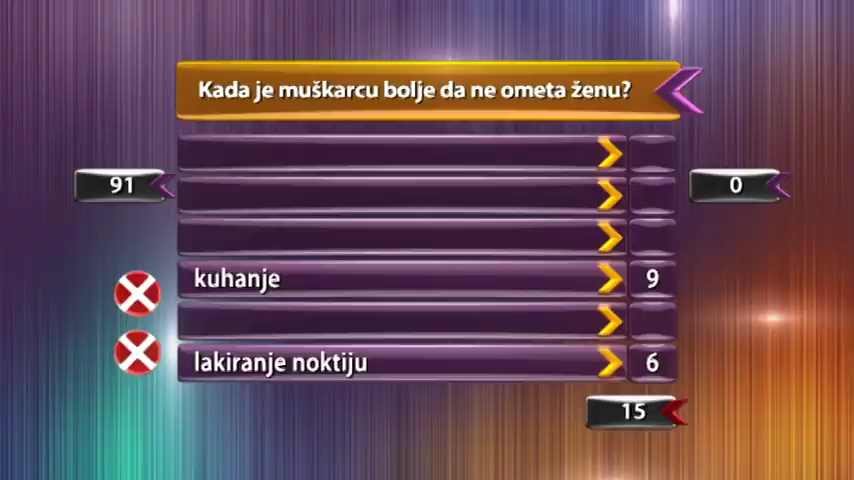 Kada je muškarcu bolje da ne ometa ženu?
91
0
kuhanje 9
lakiranje noktiju 6
15